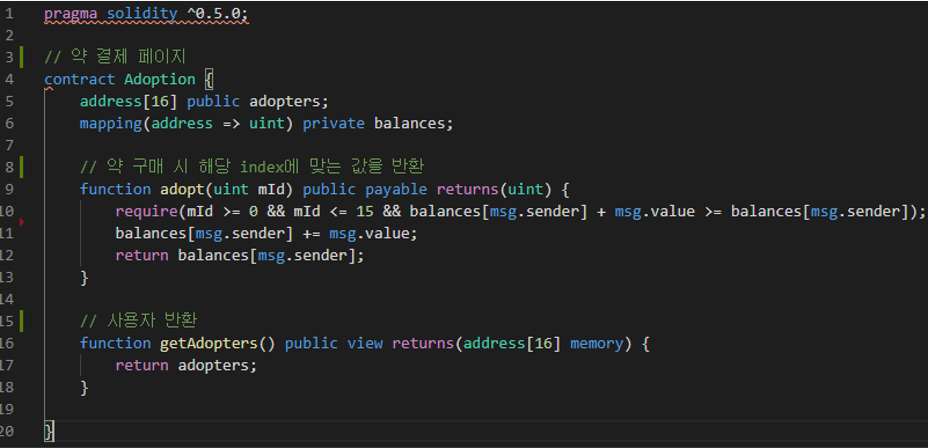 1 pragma solidity ^0.5.0;
2
3 // 약 결제 페이지
4 contract Adoption {
5 address[16] public adopters;
6 mapping(address => uint) private balances;
7
8 // 약 구매 시 해당 index에 맞는 값을 반환
9 function adopt(uint mId) public payable returns(uint) {
10 require(mId >= 0 && mId <= 15 && balances[msg.sender] + msg.value >= balances[msg.sender]);
11 balances[msg.sender] += msg.value;
12 return balances[msg.sender];
13 }
14
15 // 사용자 반환
16 function getAdopters() public view returns(address[16] memory) {
17 return adopters;
18 }
19
20 }